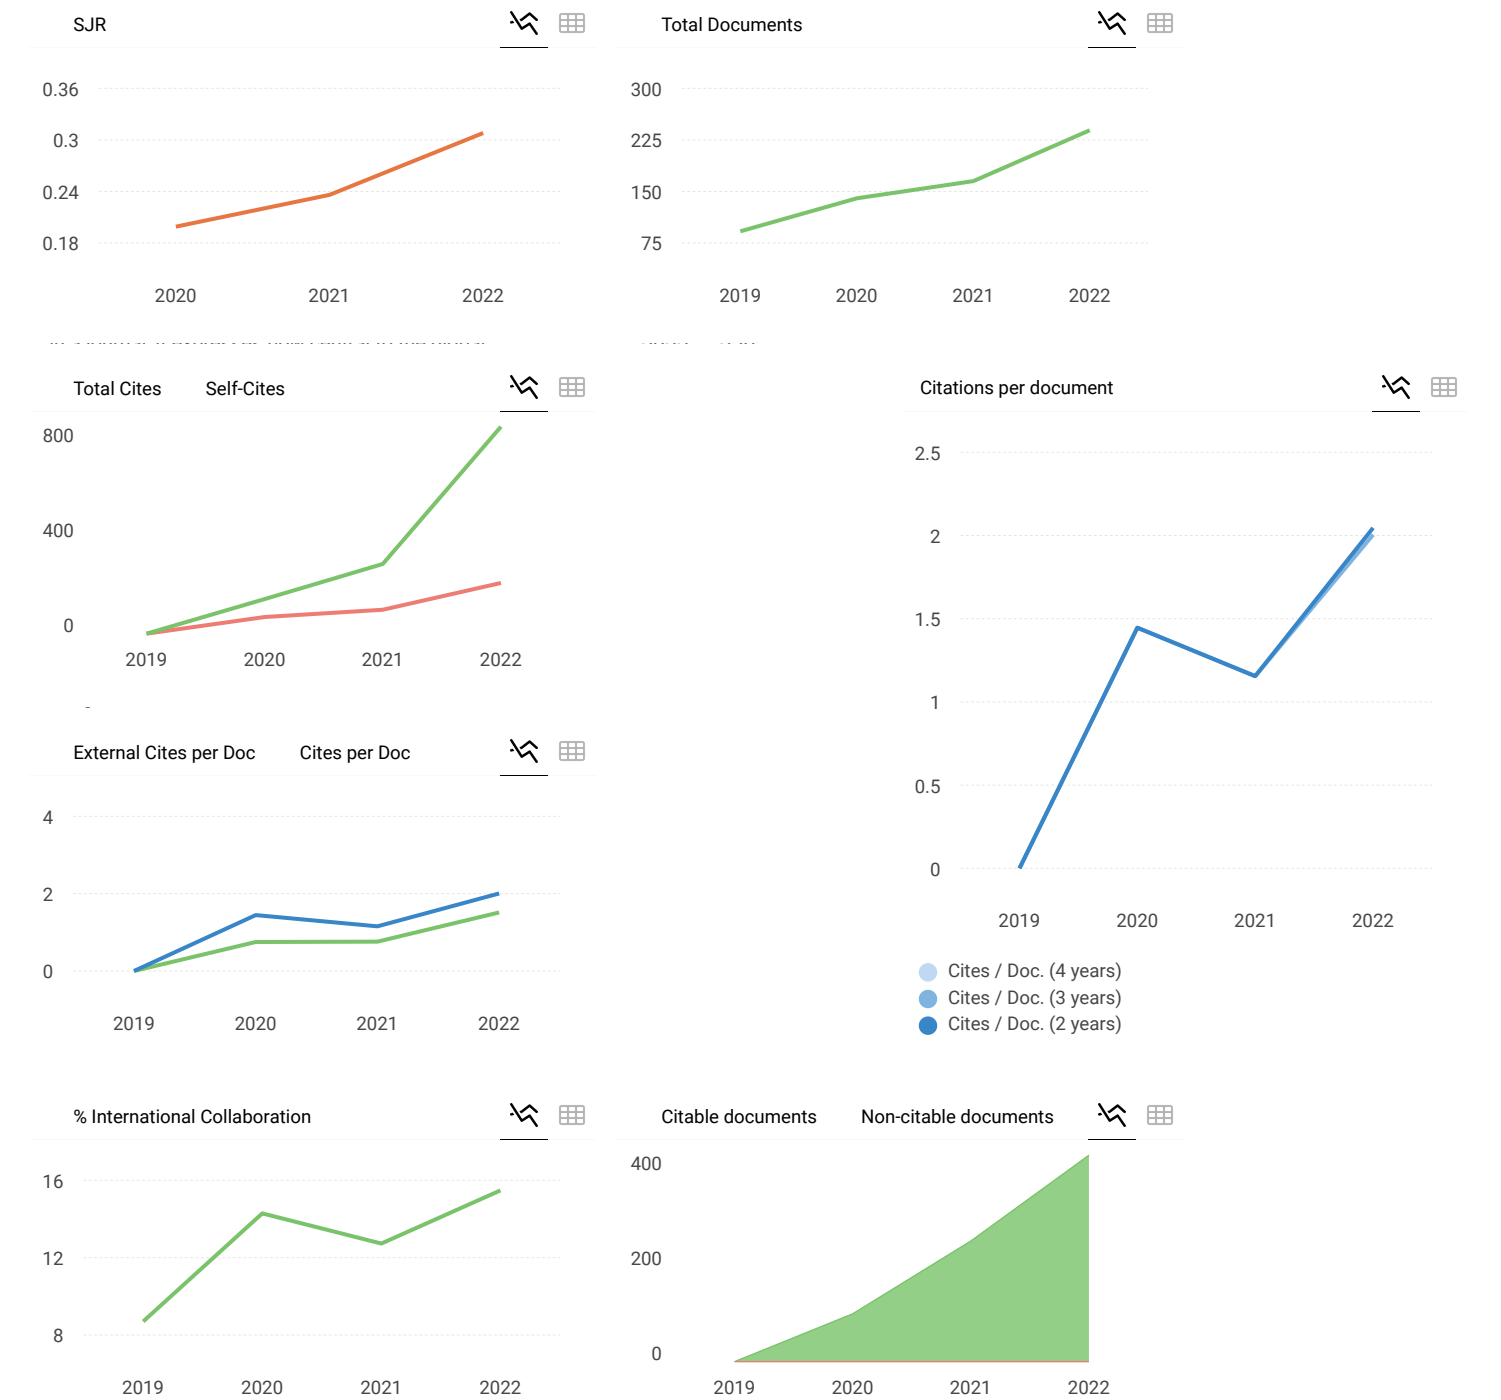 SJR
0.36
0.3
0.24
0.18
2020 2021 2022
Total Documents
300
225
150
75
2019 2020 2021 2022
Total Cites Self-Cites
800
400
0
2019 2020 2021 2022
Citations per document
2.5
2
1.5
1
0.5
0
2019 2020 2021 2022
Cites / Doc. (4 years)
Cites / Doc. (3 years)
Cites / Doc. (2 years)
External Cites per Doc Cites per Doc
4
2
0
2019 2020 2021 2022
% International Collaboration
16
12
8
2019 2020 2021 2022
Citable documents Non-citable documents
400
200
0
2019 2020 2021 2022